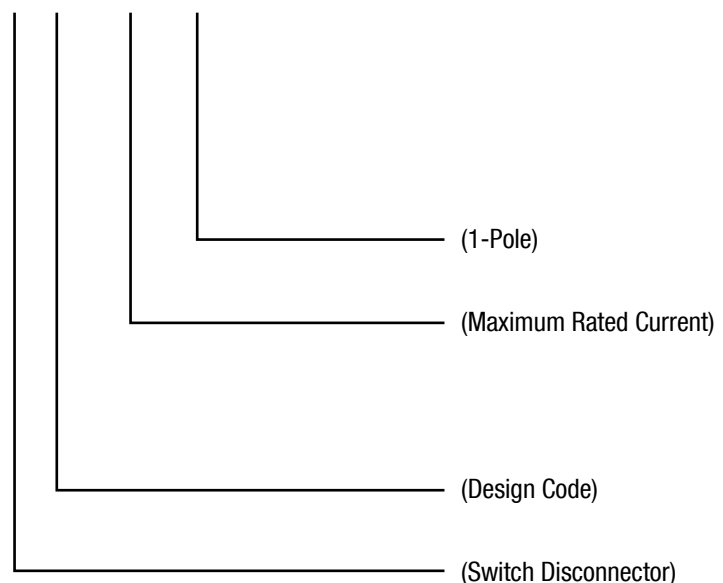 (1-Pole)
(Maximum Rated Current)
(Design Code)
(Switch Disconnector)